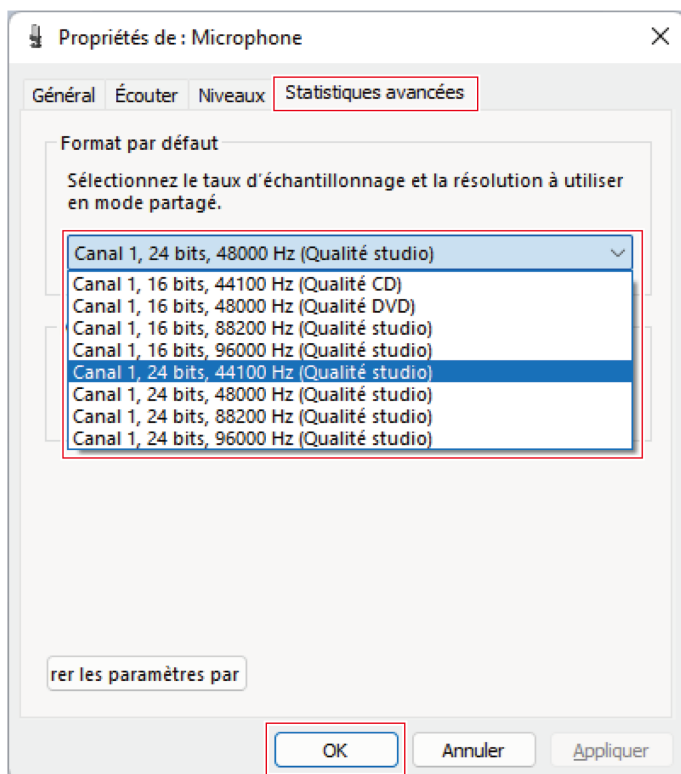 Propriétés de : Microphone
Général Écouter Niveaux Statistiques avancées
Format par défaut
Sélectionnez le taux d'échantillonnage et la résolution à utiliser
en mode partagé.
Canal 1, 24 bits, 48000 Hz (Qualité studio)
Canal 1, 16 bits, 44100 Hz (Qualité CD)
Canal 1, 16 bits, 48000 Hz (Qualité DVD)
Canal 1, 16 bits, 88200 Hz (Qualité studio)
Canal 1, 16 bits, 96000 Hz (Qualité studio)
Canal 1, 24 bits, 44100 Hz (Qualité studio)
Canal 1, 24 bits, 48000 Hz (Qualité studio)
Canal 1, 24 bits, 88200 Hz (Qualité studio)
Canal 1, 24 bits, 96000 Hz (Qualité studio)
rer les paramètres par
OK Annuler Appliquer